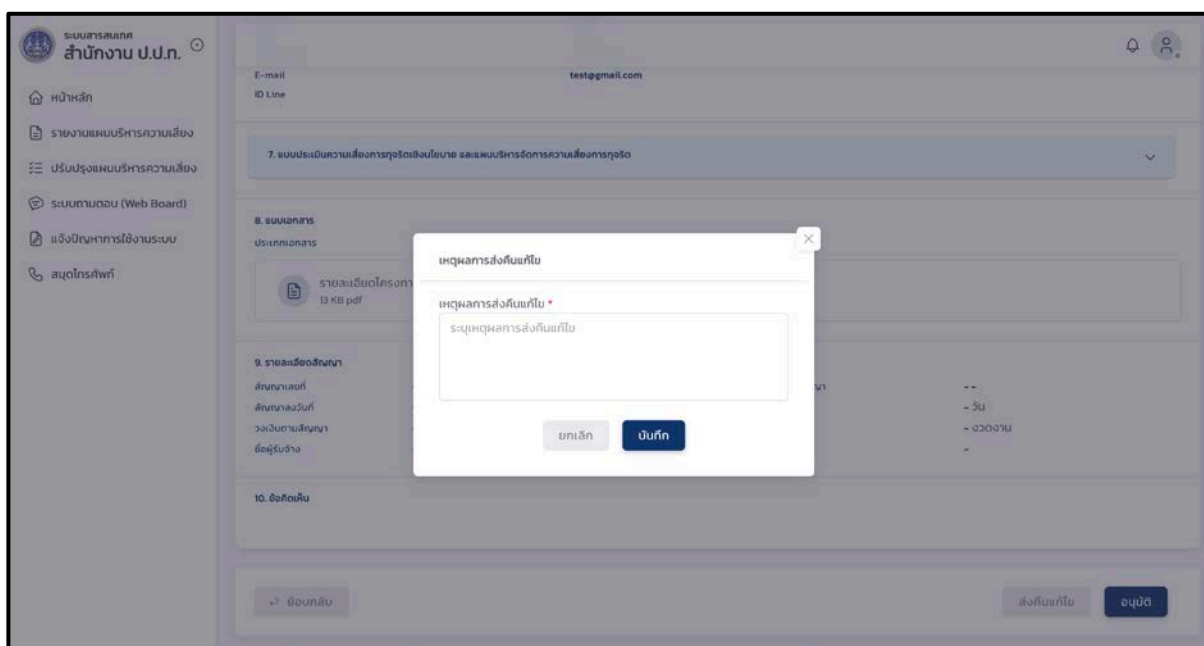 ระบบสารสนเทศ
สำนักงาน ป.ป.ท.
หน้าหลัก
รายงานแผนบริหารความเสี่ยง
ปรับปรุงแผนบริหารความเสี่ยง
ระบบถามตอบ (Web Board)
แจ้งปัญหาการใช้งานระบบ
สมุดโทรศัพท์
E-mail test@gmail.com
ID Line
7. แบบประเมินความเสี่ยงการทุจริตเชิงนโยบาย และแผนบริหารจัดการความเสี่ยงการทุจริต
8. แนบเอกสาร
ประเภทเอกสาร
รายละเอียดโครงกา
13 KB pdf
เหตุผลการส่งคืนแก้ไข
เหตุผลการส่งคืนแก้ไข *
ระบุเหตุผลการส่งคืนแก้ไข
ยกเลิก บันทึก
9. รายละเอียดสัญญา
สัญญาเลขที่ - -
สัญญาลงวันที่ - วัน
วงเงินตามสัญญา - งวดงาน
ชื่อผู้รับจ้าง -
10. ข้อคิดเห็น
ย้อนกลับ ส่งคืนแก้ไข อนุมัติ